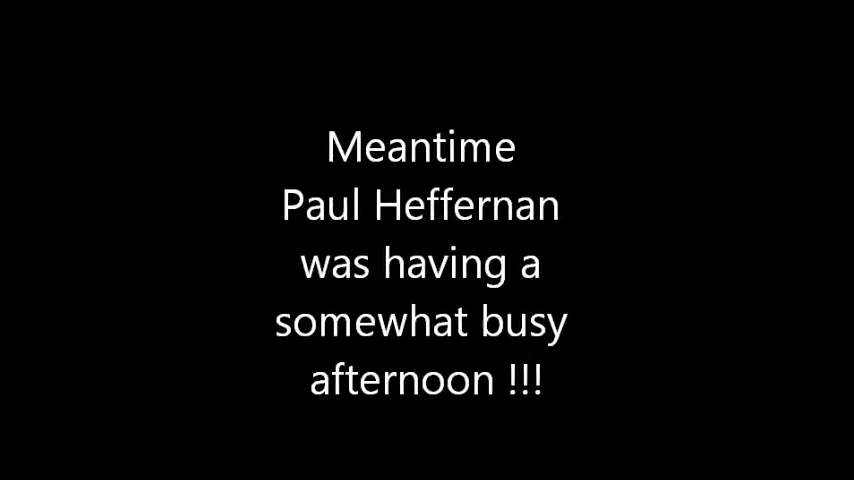 Meantime
Paul Heffernan
was having a
somewhat busy
afternoon !!!